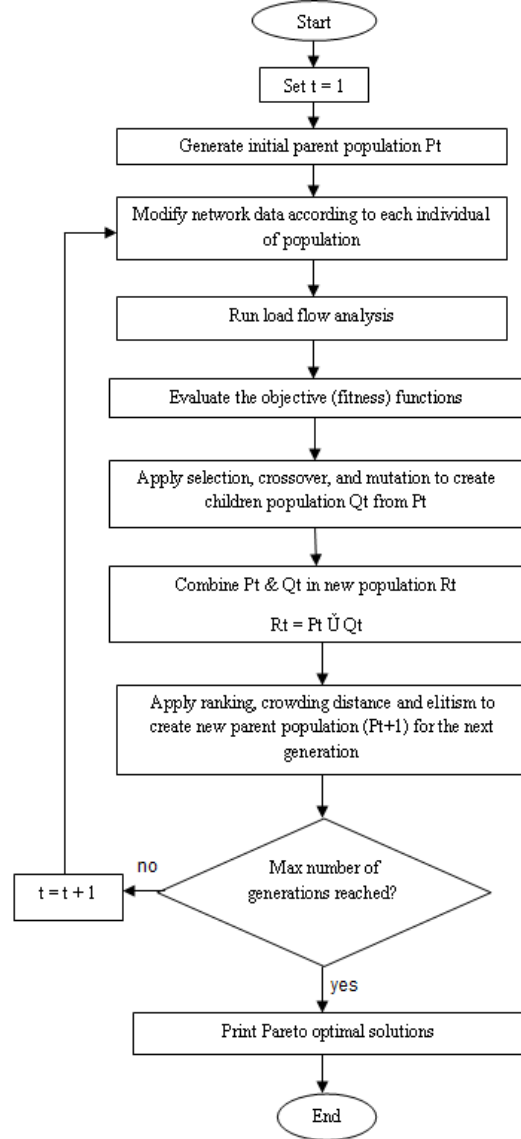 Start
Set t = 1
Generate initial parent population Pt
Modify network data according to each individual
of population
Run load flow analysis
Evaluate the objective (fitness) functions
Apply selection, crossover, and mutation to create
children population Qt from Pt
Combine Pt & Qt in new population Rt
Rt = Pt Ǔ Qt
Apply ranking, crowding distance and elitism to
create new parent population (Pt+1) for the next
generation
Max number of
generations reached?
no
t = t + 1
yes
Print Pareto optimal solutions
End